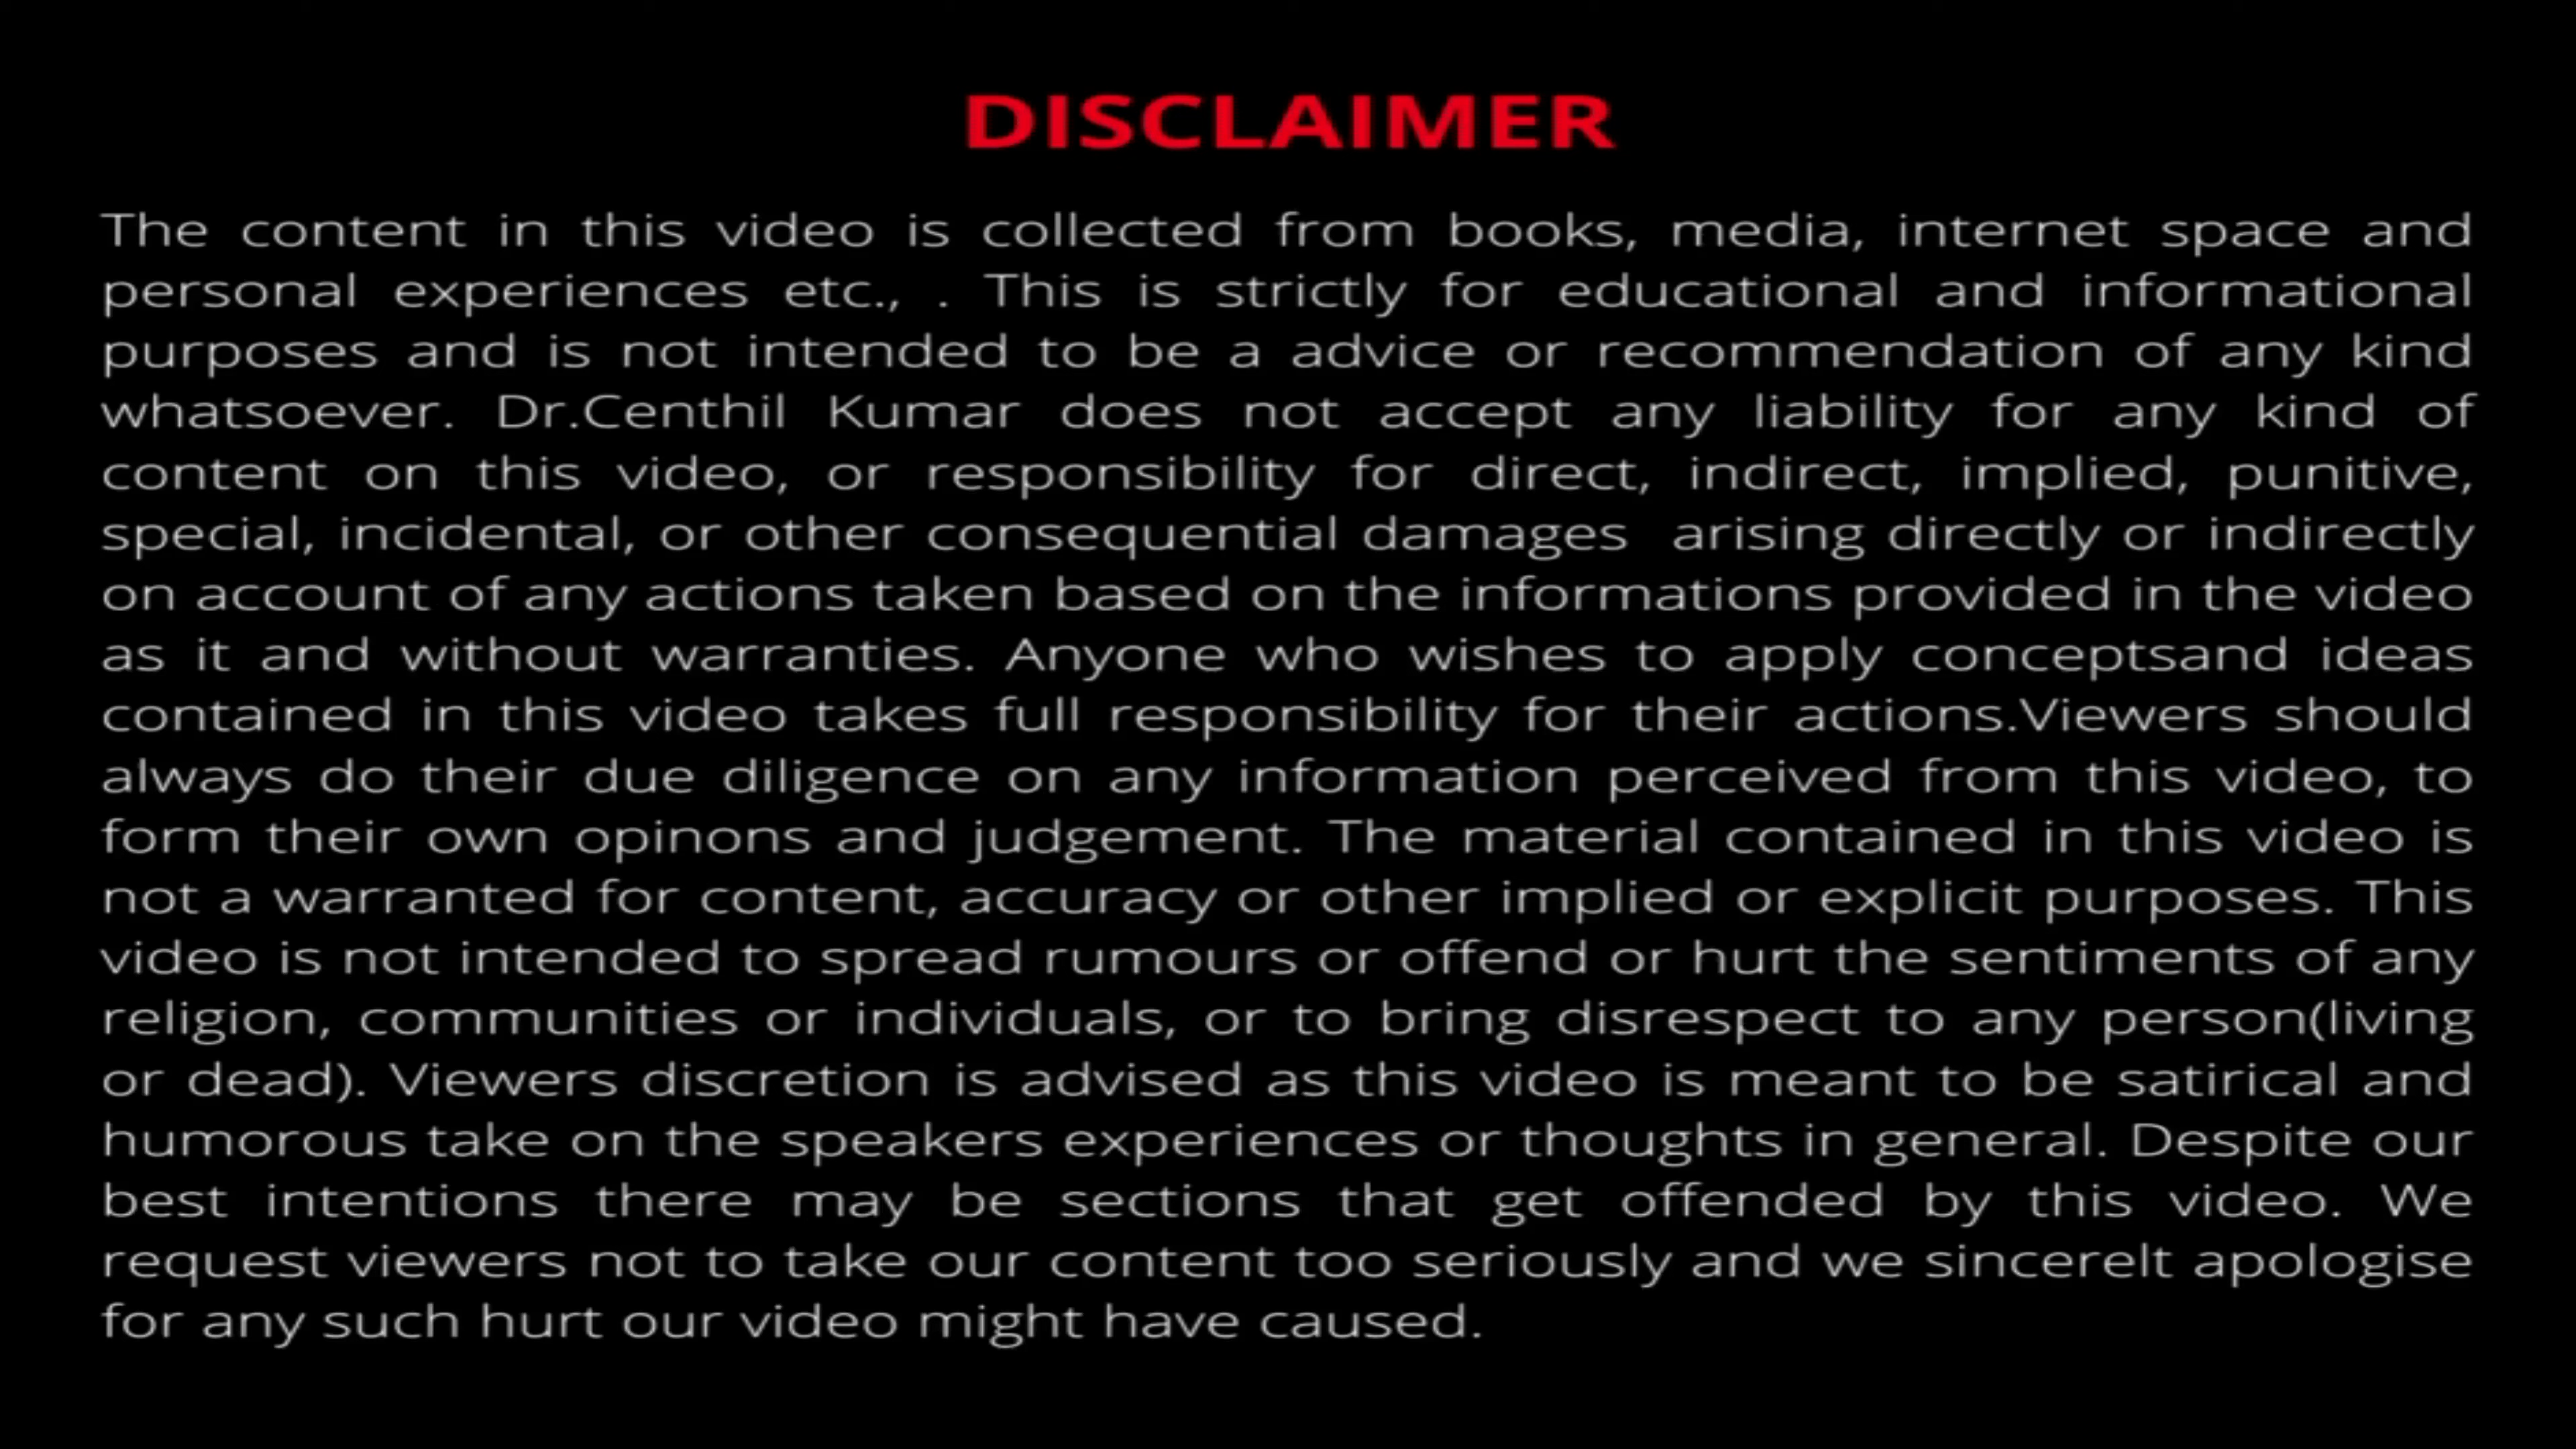 DISCLAIMER
The content in this video is collected from books, media, internet space and
personal experiences etc., . This is strictly for educational and informational
purposes and is not intended to be a advice or recommendation of any kind
whatsoever. Dr.Centhil Kumar does not accept any liability for any kind of
content on this video, or responsibility for direct, indirect, implied, punitive,
special, incidental, or other consequential damages arising directly or indirectly
on account of any actions taken based on the informations provided in the video
as it and without warranties. Anyone who wishes to apply conceptsand ideas
contained in this video takes full responsibility for their actions.Viewers should
always do their due diligence on any information perceived from this video, to
form their own opinons and judgement. The material contained in this video is
not a warranted for content, accuracy or other implied or explicit purposes. This
video is not intended to spread rumours or offend or hurt the sentiments of any
religion, communities or individuals, or to bring disrespect to any person(living
or dead). Viewers discretion is advised as this video is meant to be satirical and
humorous take on the speakers experiences or thoughts in general. Despite our
best intentions there may be sections that get offended by this video. We
request viewers not to take our content too seriously and we sincerelt apologise
for any such hurt our video might have caused.